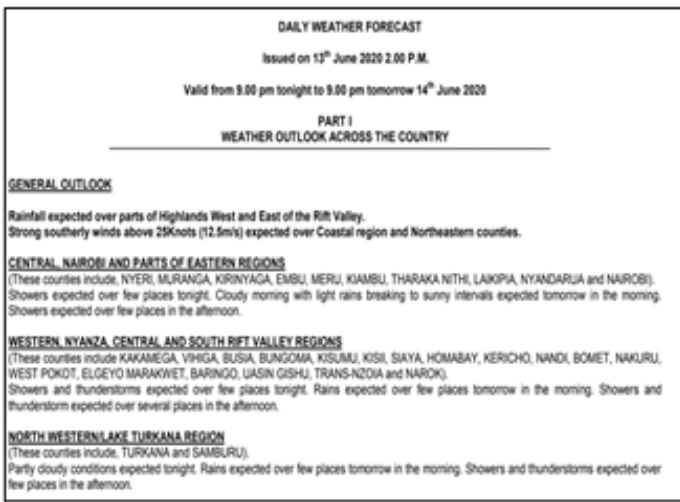 DAILY WEATHER FORECAST
Issued on 13th June 2020 2.00 P.M.
Valid from 9.00 pm tonight to 9.00 pm tomorrow 14th June 2020
PART I
WEATHER OUTLOOK ACROSS THE COUNTRY
GENERAL OUTLOOK
Rainfall expected over parts of Highlands West and East of the Rift Valley.
Strong southerly winds above 25Knots (12.5m/s) expected over Coastal region and Northeastern counties.
CENTRAL, NAIROBI AND PARTS OF EASTERN REGIONS
(These counties include, NYERI, MURANGA, KIRINYAGA, EMBU, MERU, KIAMBU, THARAKA NITHI, LAIKIPIA, NYANDARUA and NAIROBI).
Showers expected over few places tonight. Cloudy morning with light rains breaking to sunny intervals expected tomorrow in the morning.
Showers expected over few places in the afternoon.
WESTERN, NYANZA, CENTRAL AND SOUTH RIFT VALLEY REGIONS
(These counties include KAKAMEGA, VIHIGA, BUSIA, BUNGOMA, KISUMU, KISII, SIAYA, HOMABAY, KERICHO, NANDI, BOMET, NAKURU,
WEST POKOT, ELGEYO MARAKWET, BARINGO, UASIN GISHU, TRANS-NZOIA and NAROK).
Showers and thunderstorms expected over few places tonight. Rains expected over few places tomorrow in the morning. Showers and
thunderstorm expected over several places in the afternoon.
NORTH WESTERN/LAKE TURKANA REGION
(These counties include, TURKANA and SAMBURU).
Partly cloudy conditions expected tonight. Rains expected over few places tomorrow in the morning. Showers and thunderstorms expected over
few places in the afternoon.